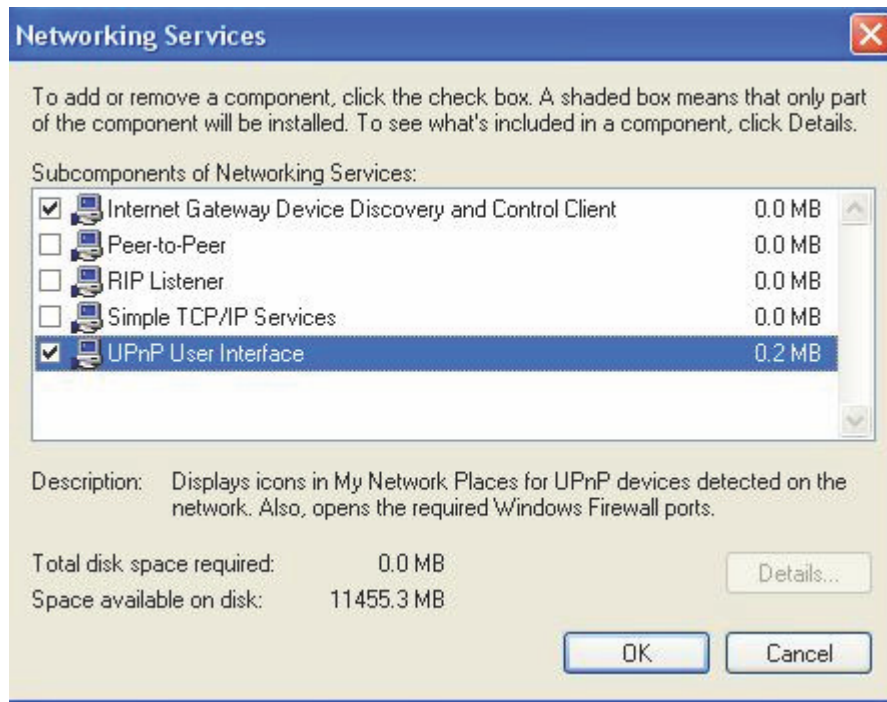 Networking Services
To add or remove a component, click the check box. A shaded box means that only part
of the component will be installed. To see what's included in a component, click Details.
Subcomponents of Networking Services:
Internet Gateway Device Discovery and Control Client 0.0 MB
Peer-to-Peer 0.0 MB
RIP Listener 0.0 MB
Simple TCP/IP Services 0.0 MB
UPnP User Interface 0.2 MB
Description: Displays icons in My Network Places for UPnP devices detected on the
network. Also, opens the required Windows Firewall ports.
Total disk space required: 0.0 MB
Details...
Space available on disk: 11455.3 MB
OK Cancel